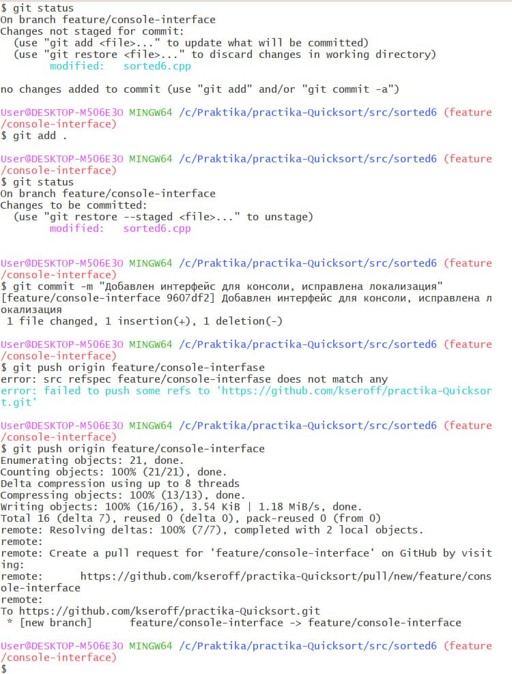 $ git status
On branch feature/console-interface
Changes not staged for commit:
  (use "git add <file>..." to update what will be committed)
  (use "git restore <file>..." to discard changes in working directory)
        modified:   sorted6.cpp

no changes added to commit (use "git add" and/or "git commit -a")

User@DESKTOP-M506E3O MINGW64 /c/Praktika/praktika-Quicksort/src/sorted6 (feature
/console-interface)
$ git add .

User@DESKTOP-M506E3O MINGW64 /c/Praktika/praktika-Quicksort/src/sorted6 (feature
/console-interface)
$ git status
On branch feature/console-interface
Changes to be committed:
  (use "git restore --staged <file>..." to unstage)
        modified:   sorted6.cpp


User@DESKTOP-M506E3O MINGW64 /c/Praktika/praktika-Quicksort/src/sorted6 (feature
/console-interface)
$ git commit -m "Добавлен интерфейс для консоли, исправлена локализация"
[feature/console-interface 9607df2] Добавлен интерфейс для консоли, исправлена л
окализация
 1 file changed, 1 insertion(+), 1 deletion(-)

User@DESKTOP-M506E3O MINGW64 /c/Praktika/praktika-Quicksort/src/sorted6 (feature
/console-interface)
$ git push origin feature/console-interfase
error: src refspec feature/console-interfase does not match any
error: failed to push some refs to 'https://github.com/kseroff/practika-Quicksor
t.git'

User@DESKTOP-M506E3O MINGW64 /c/Praktika/praktika-Quicksort/src/sorted6 (feature
/console-interface)
$ git push origin feature/console-interface
Enumerating objects: 21, done.
Counting objects: 100% (21/21), done.
Delta compression using up to 8 threads
Compressing objects: 100% (13/13), done.
Writing objects: 100% (16/16), 3.54 KiB | 1.18 MiB/s, done.
Total 16 (delta 7), reused 0 (delta 0), pack-reused 0 (from 0)
remote: Resolving deltas: 100% (7/7), completed with 2 local objects.
remote:
remote: Create a pull request for 'feature/console-interface' on GitHub by visit
ing:
remote:      https://github.com/kseroff/practika-Quicksort/pull/new/feature/cons
ole-interface
remote:
To https://github.com/kseroff/practika-Quicksort.git
 * [new branch]      feature/console-interface -> feature/console-interface

User@DESKTOP-M506E3O MINGW64 /c/Praktika/praktika-Quicksort/src/sorted6 (feature
/console-interface)
$